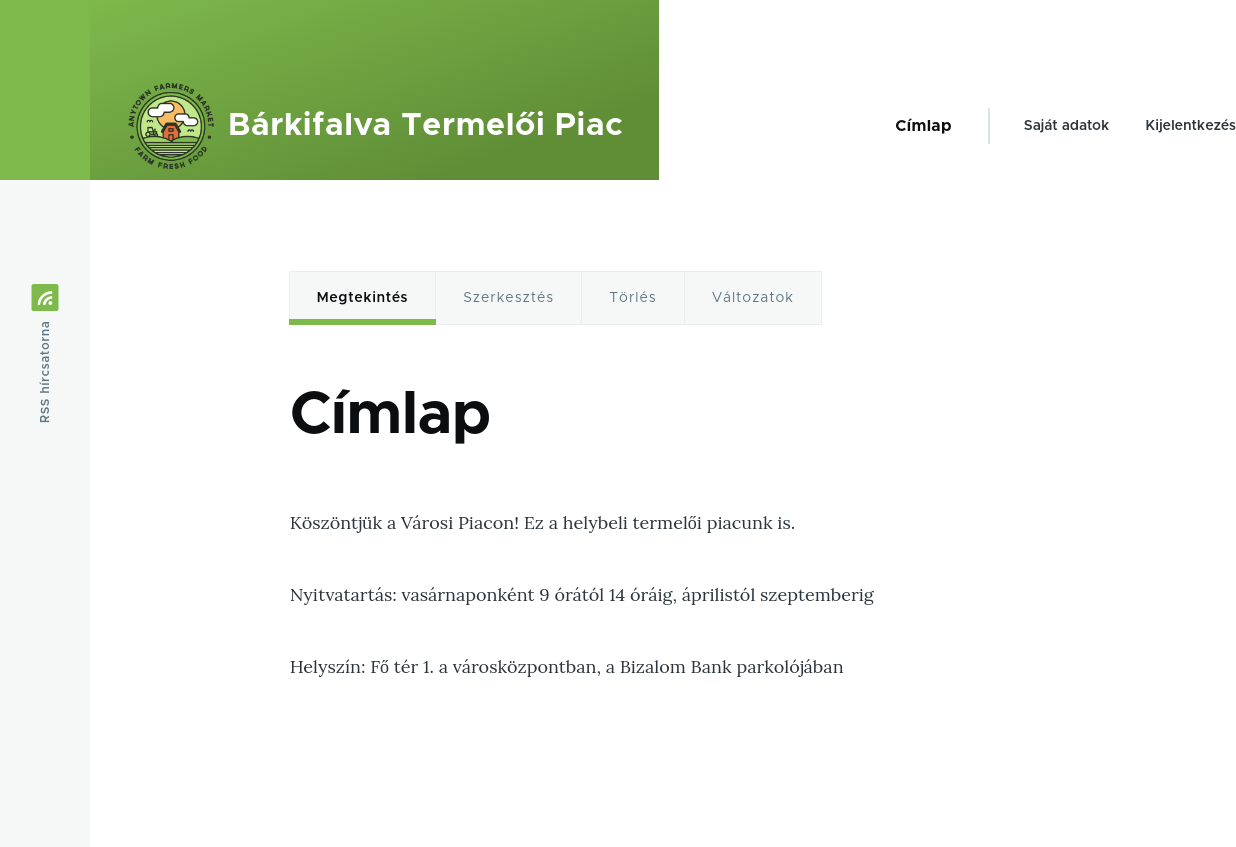 ANYTOWN FARMERS MARKET
FARM FRESH FOOD
Bárkifalva Termelői Piac
Címlap
Saját adatok
Kijelentkezés
RSS hírcsatorna
Megtekintés
Szerkesztés
Törlés
Változatok
Címlap
Köszöntjük a Városi Piacon! Ez a helybeli termelői piacunk is.
Nyitvatartás: vasárnaponként 9 órától 14 óráig, áprilistól szeptemberig
Helyszín: Fő tér 1. a városközpontban, a Bizalom Bank parkolójában